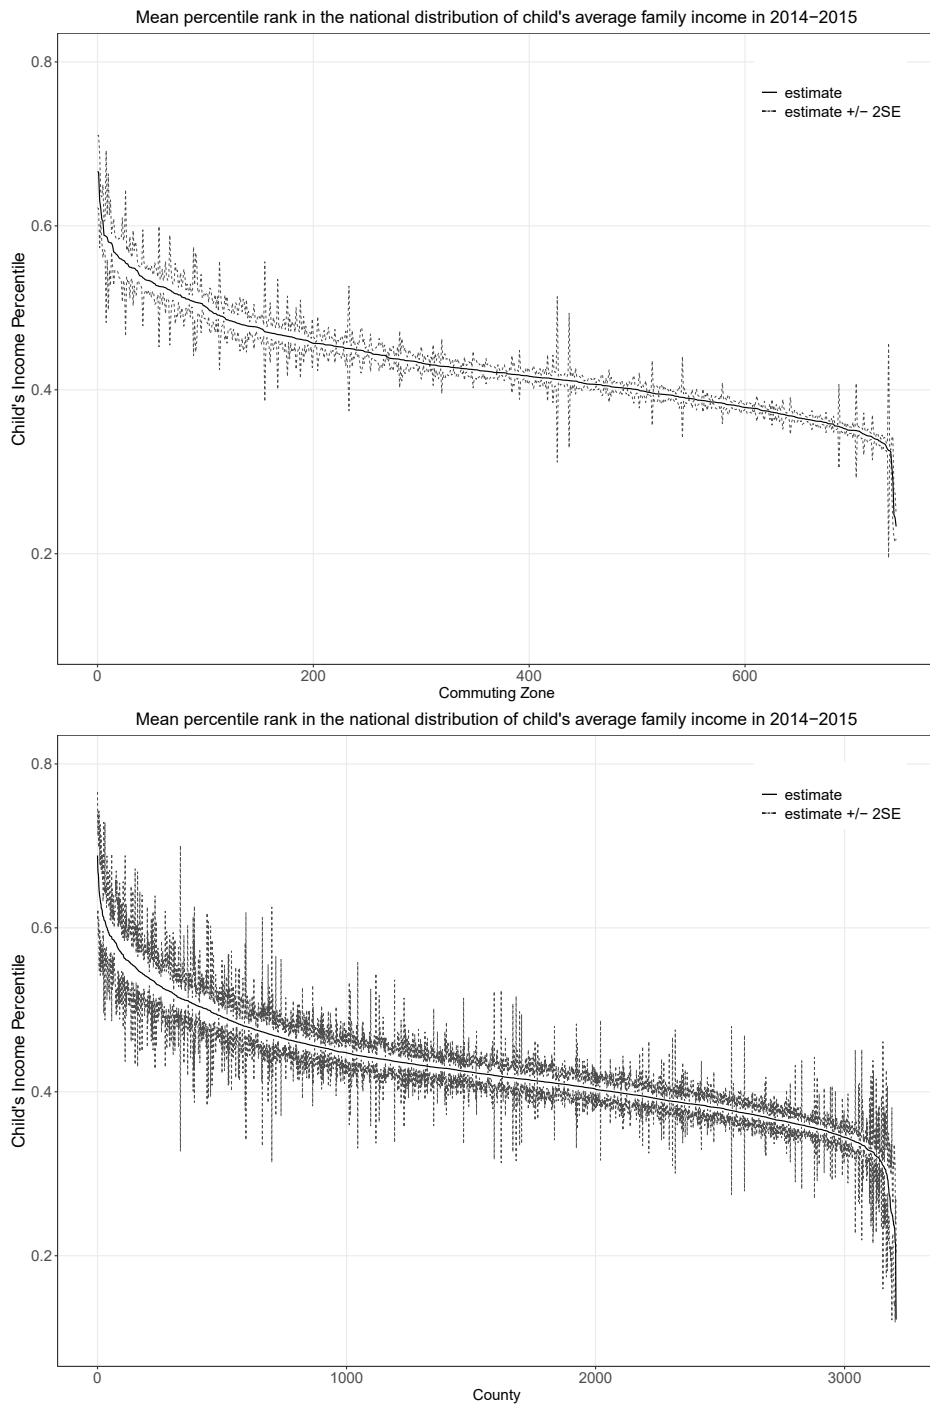 Mean percentile rank in the national distribution of child's average family income in 2014−2015
0.8
estimate
estimate +/− 2SE
0.6
Child's Income Percentile
0.4
0.2
0 200 400 600
Commuting Zone
Mean percentile rank in the national distribution of child's average family income in 2014−2015
0.8
estimate
estimate +/− 2SE
0.6
Child's Income Percentile
0.4
0.2
0 1000 2000 3000
County